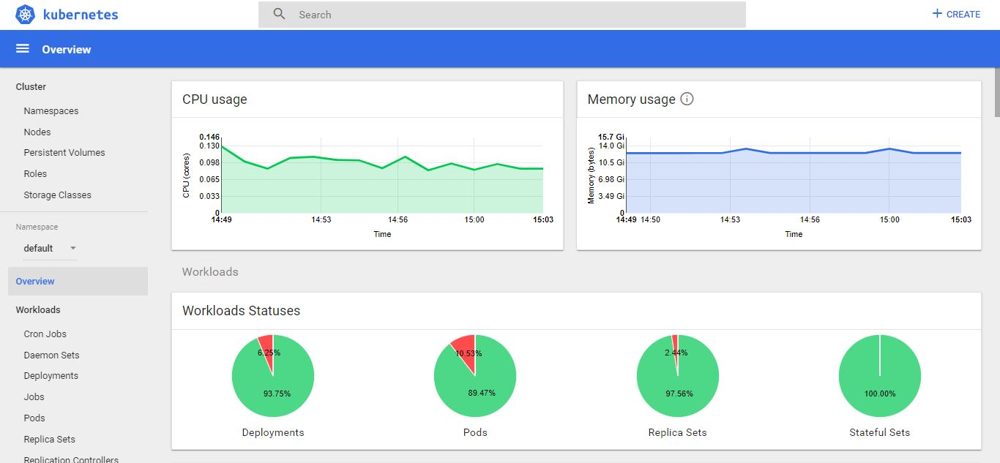 kubernetes
Search
CREATE
Overview
Cluster
Namespaces
Nodes
Persistent Volumes
Roles
Storage Classes
Namespace
default
Overview
Workloads
Cron Jobs
Daemon Sets
Deployments
Jobs
Pods
Replica Sets
Replication Controllers
CPU usage
CPU (cores)
0.146
0.130
0.098
0.065
0.033
0
14:49 14:53 14:56 15:00 15:03
Time
Memory usage
Memory (bytes)
15.7 Gi
14.0 Gi
10.5 Gi
6.98 Gi
3.49 Gi
0
14:49 14:50 14:53 14:56 15:00 15:03
Time
Workloads
Workloads Statuses
6.25%
93.75%
Deployments
10.53%
89.47%
Pods
2.44%
97.56%
Replica Sets
100.00%
Stateful Sets